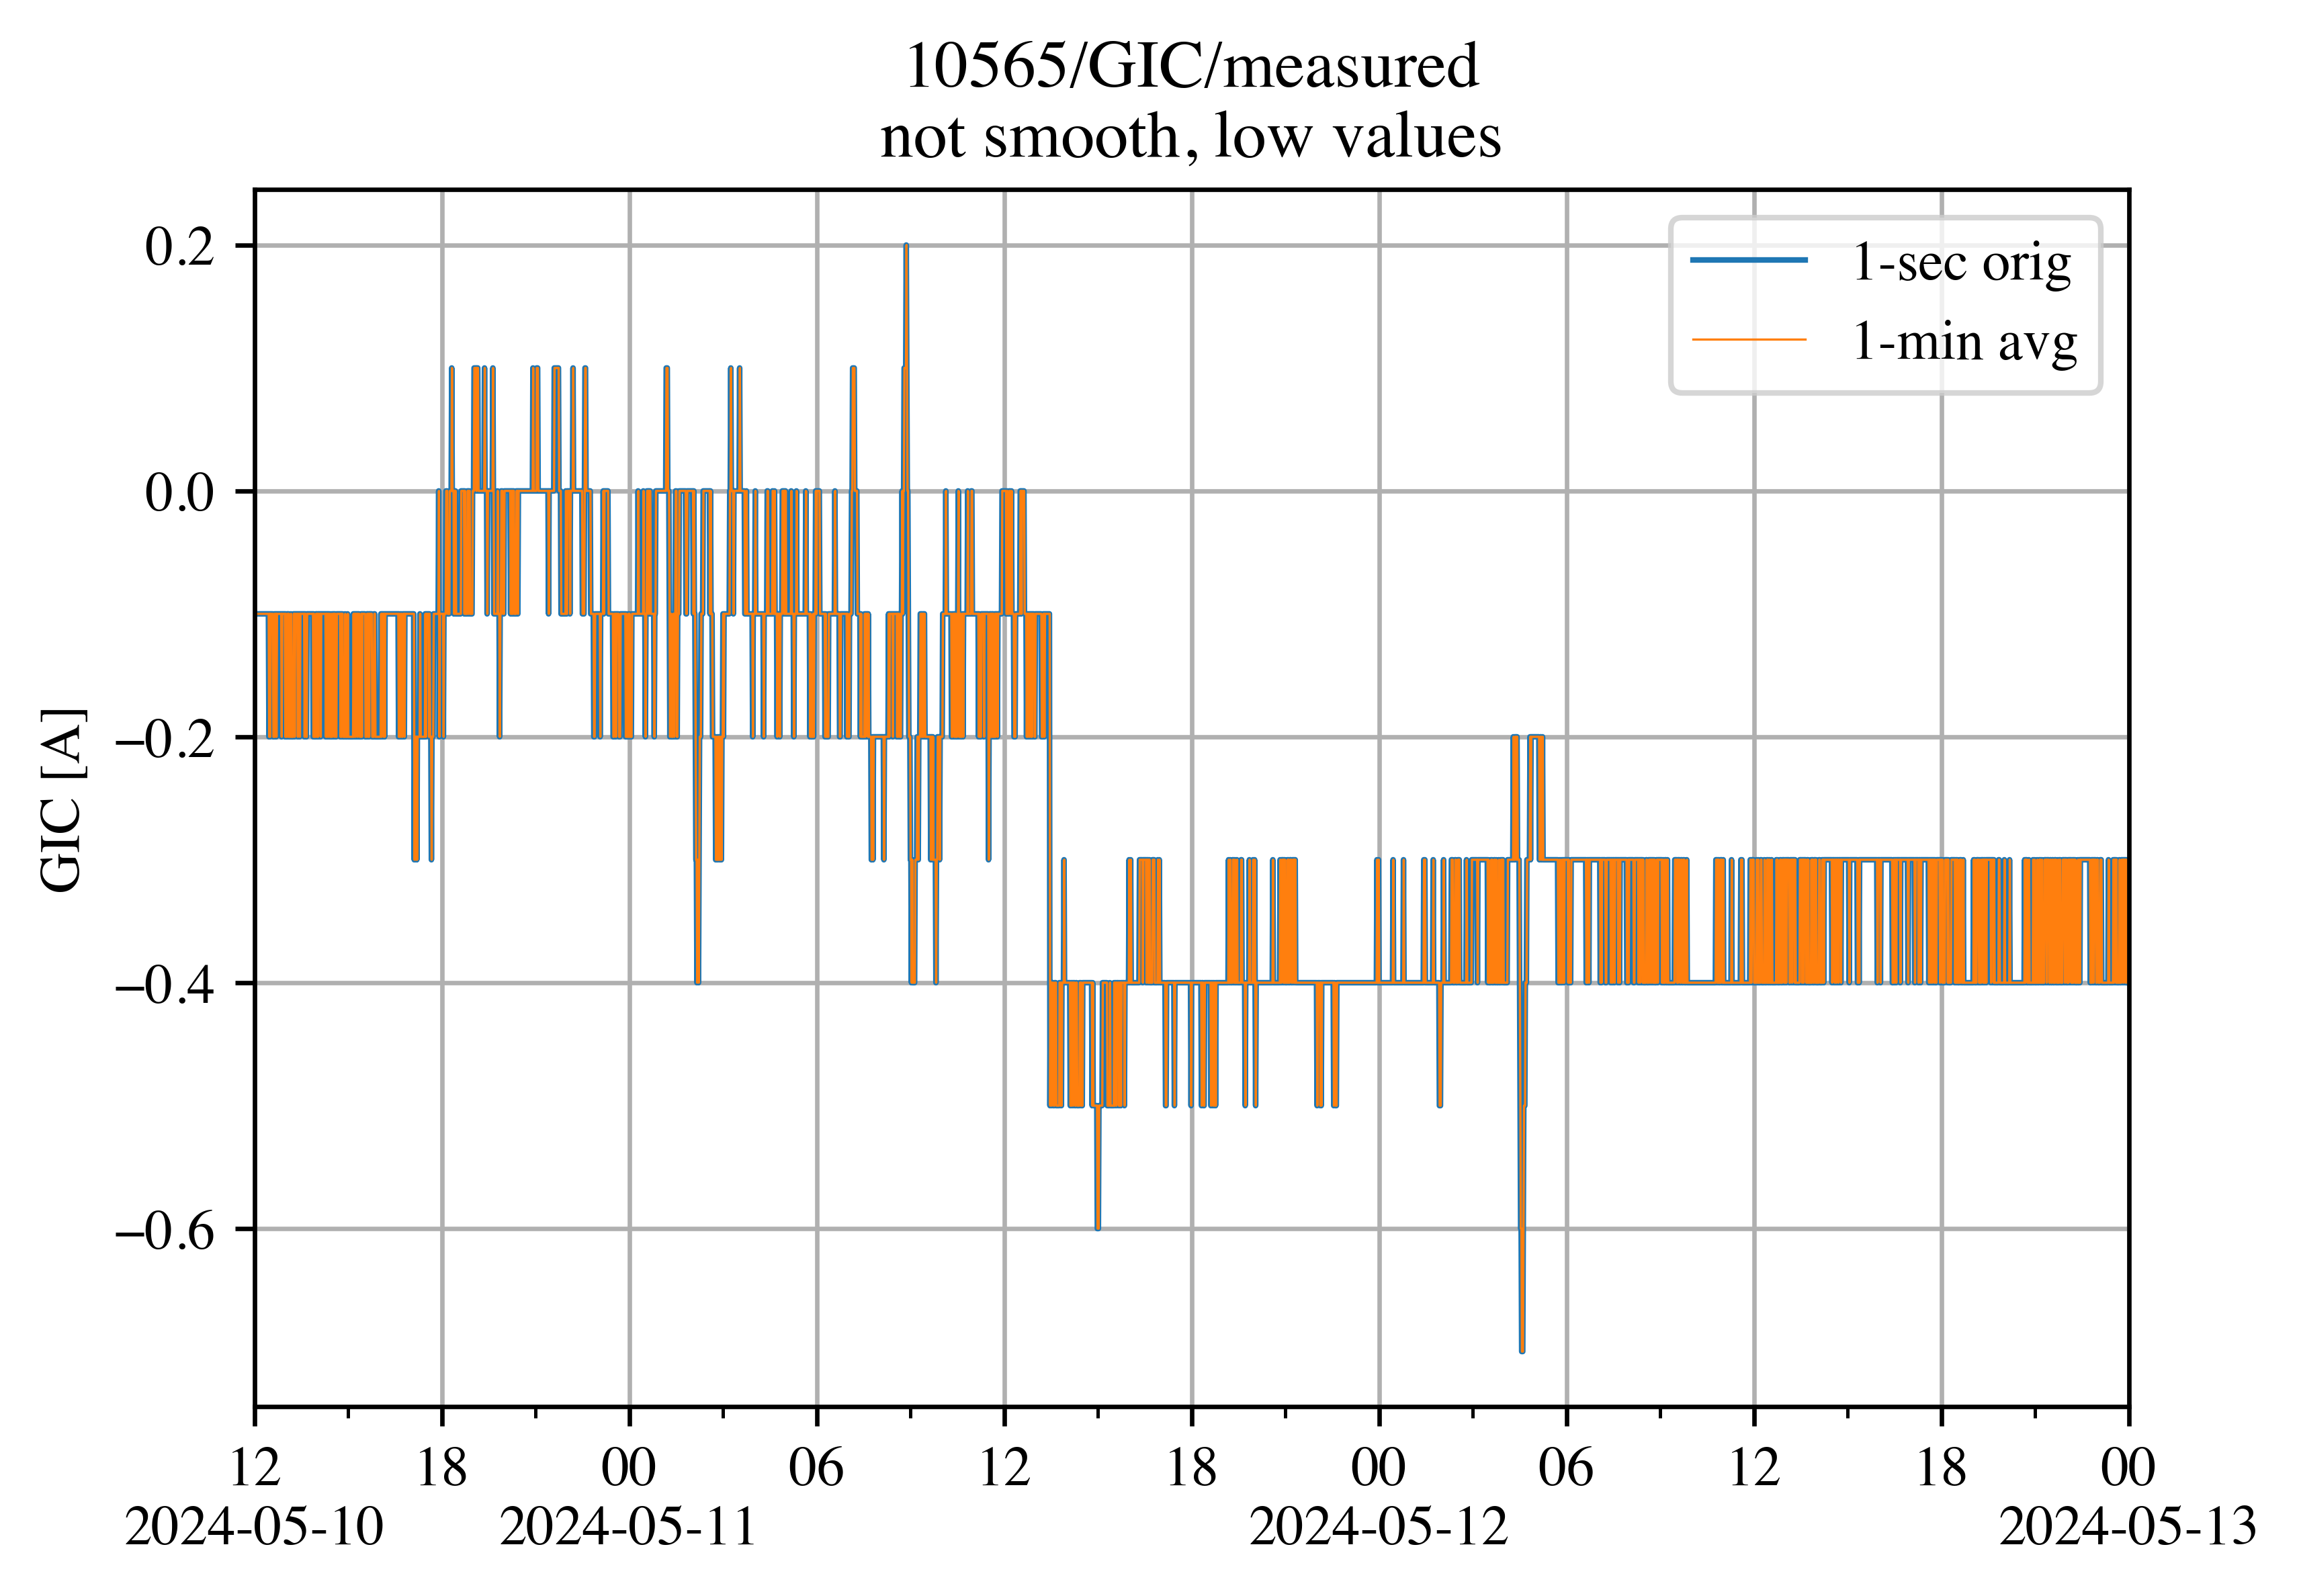 10565/GIC/measured
not smooth, low values
1-sec orig
1-min avg
GIC [A]
0.2
0.0
−0.2
−0.4
−0.6
12 18 00 06 12 18 00 06 12 18 00
2024-05-10 2024-05-11 2024-05-12 2024-05-13